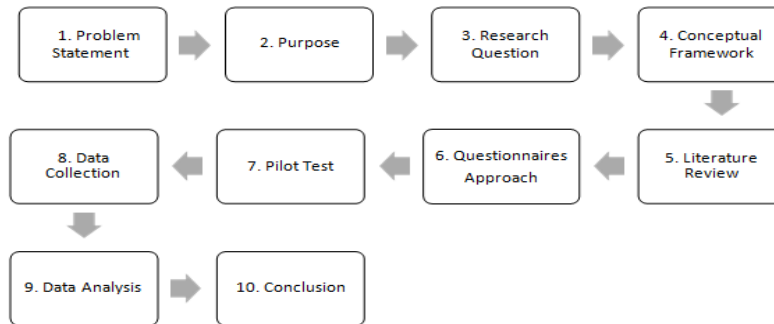 1. Problem
Statement
2. Purpose
3. Research
Question
4. Conceptual
Framework
5. Literature
Review
6. Questionnaires
Approach
7. Pilot Test
8. Data
Collection
9. Data Analysis
10. Conclusion